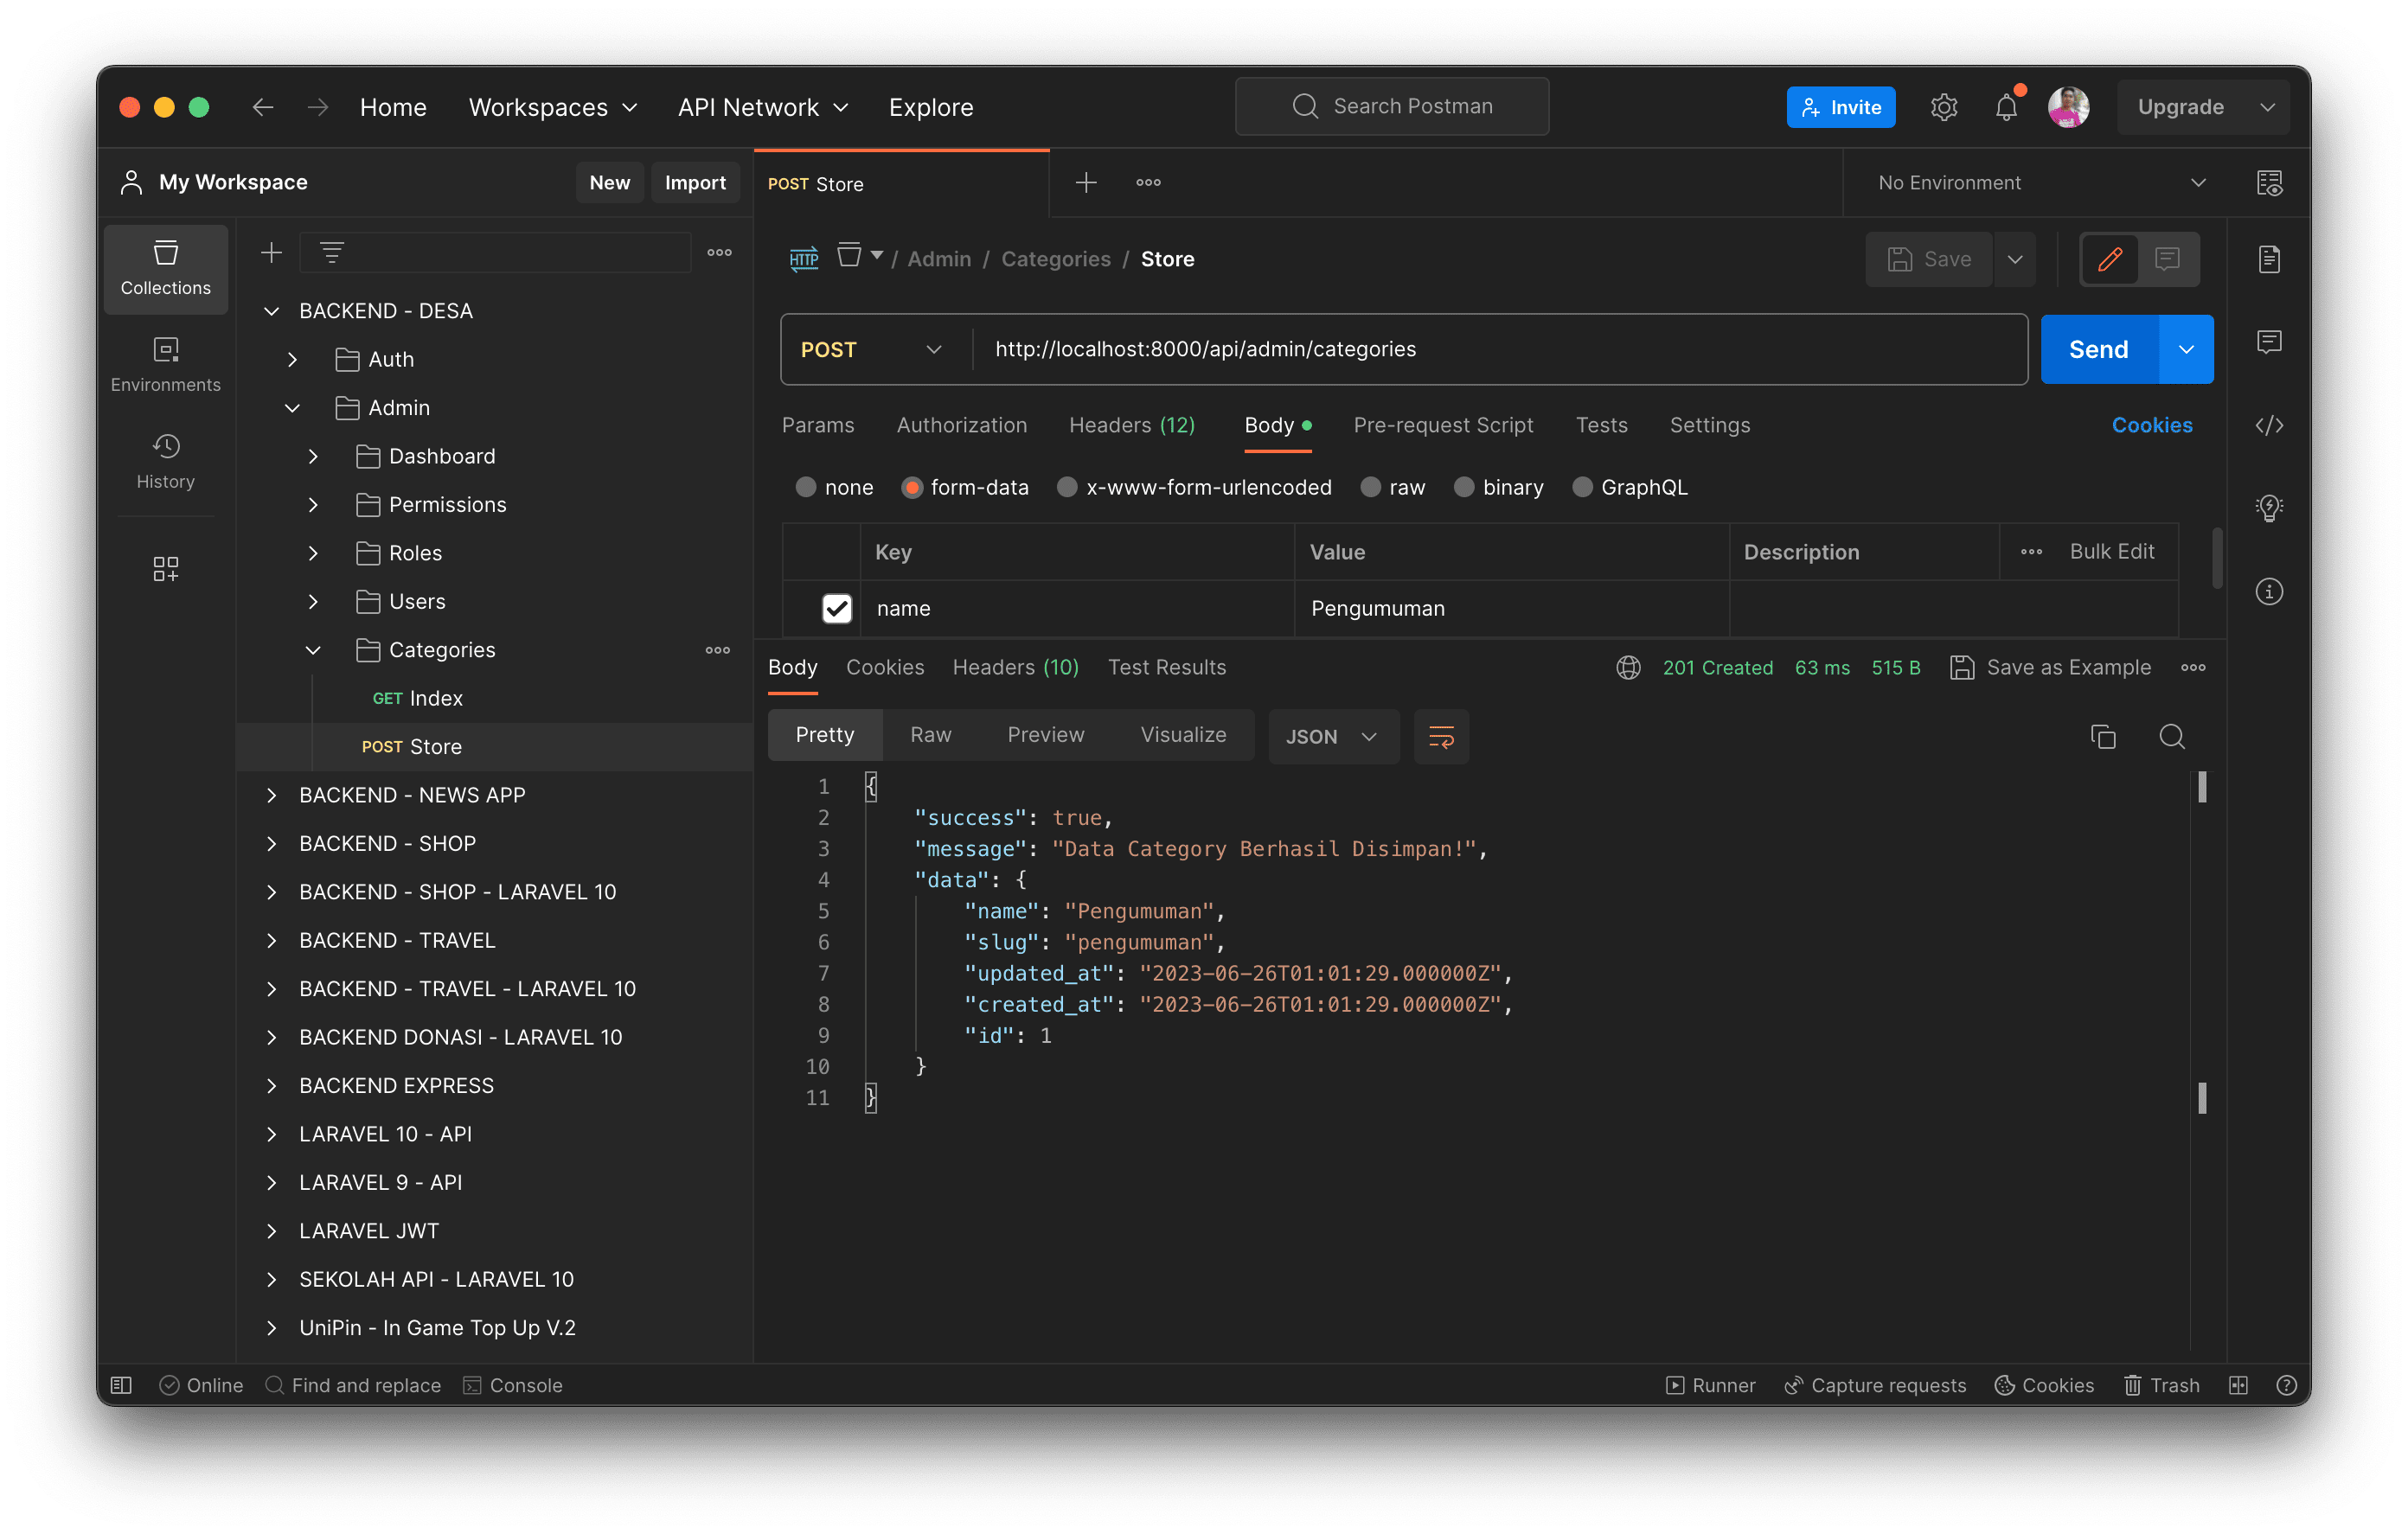 Home Workspaces API Network Explore Search Postman Invite Upgrade
My Workspace New Import
POST Store
No Environment
Collections
Environments
History
BACKEND - DESA
Auth
Admin
Dashboard
Permissions
Roles
Users
Categories
GET Index
POST Store
BACKEND - NEWS APP
BACKEND - SHOP
BACKEND - SHOP - LARAVEL 10
BACKEND - TRAVEL
BACKEND - TRAVEL - LARAVEL 10
BACKEND DONASI - LARAVEL 10
BACKEND EXPRESS
LARAVEL 10 - API
LARAVEL 9 - API
LARAVEL JWT
SEKOLAH API - LARAVEL 10
UniPin - In Game Top Up V.2
HTTP / Admin / Categories / Store Save
POST http://localhost:8000/api/admin/categories Send
Params Authorization Headers (12) Body Pre-request Script Tests Settings Cookies
none form-data x-www-form-urlencoded raw binary GraphQL
Key Value Description Bulk Edit
name Pengumuman
Body Cookies Headers (10) Test Results 201 Created 63 ms 515 B Save as Example
Pretty Raw Preview Visualize JSON
1 {
2 "success": true,
3 "message": "Data Category Berhasil Disimpan!",
4 "data": {
5 "name": "Pengumuman",
6 "slug": "pengumuman",
7 "updated_at": "2023-06-26T01:01:29.000000Z",
8 "created_at": "2023-06-26T01:01:29.000000Z",
9 "id": 1
10 }
11 }
Online Find and replace Console Runner Capture requests Cookies Trash